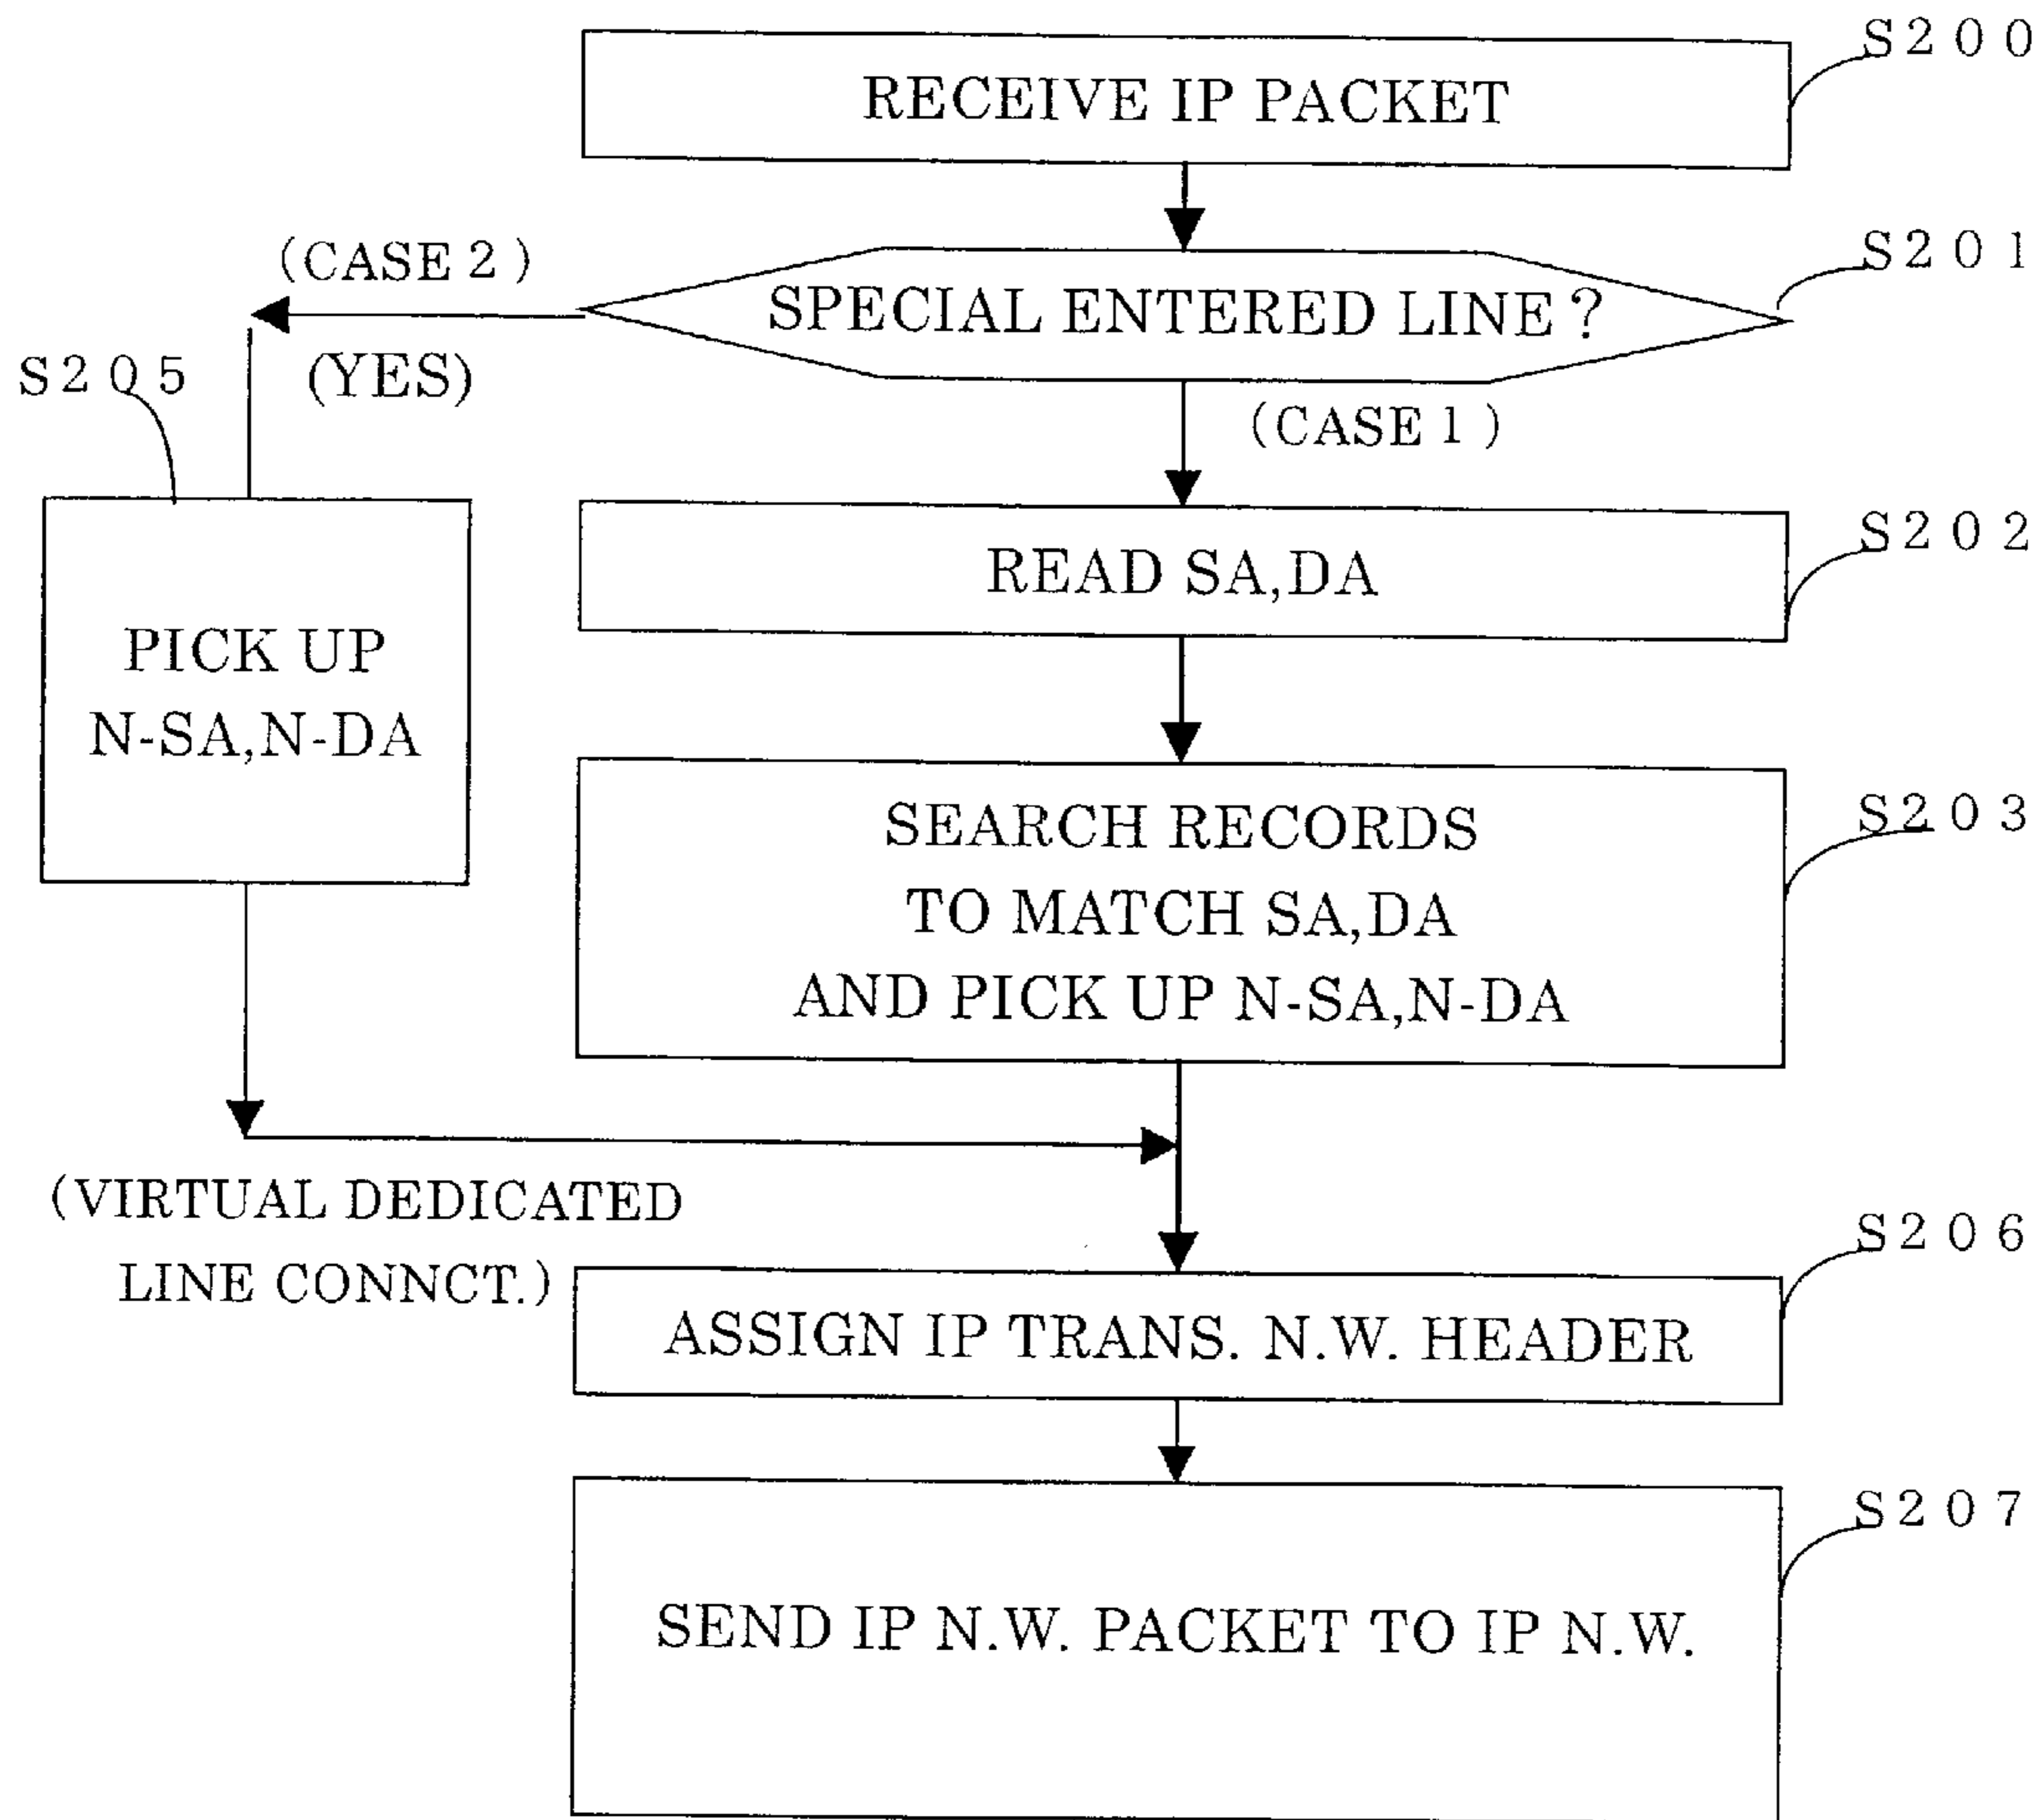 RECEIVE IP PACKET
S200
SPECIAL ENTERED LINE?
S201
(CASE 2)
(YES)
S205
(CASE 1)
PICK UP
N-SA,N-DA
READ SA,DA
S202
SEARCH RECORDS
TO MATCH SA,DA
AND PICK UP N-SA,N-DA
S203
(VIRTUAL DEDICATED
LINE CONNCT.)
ASSIGN IP TRANS. N.W. HEADER
S206
SEND IP N.W. PACKET TO IP N.W.
S207